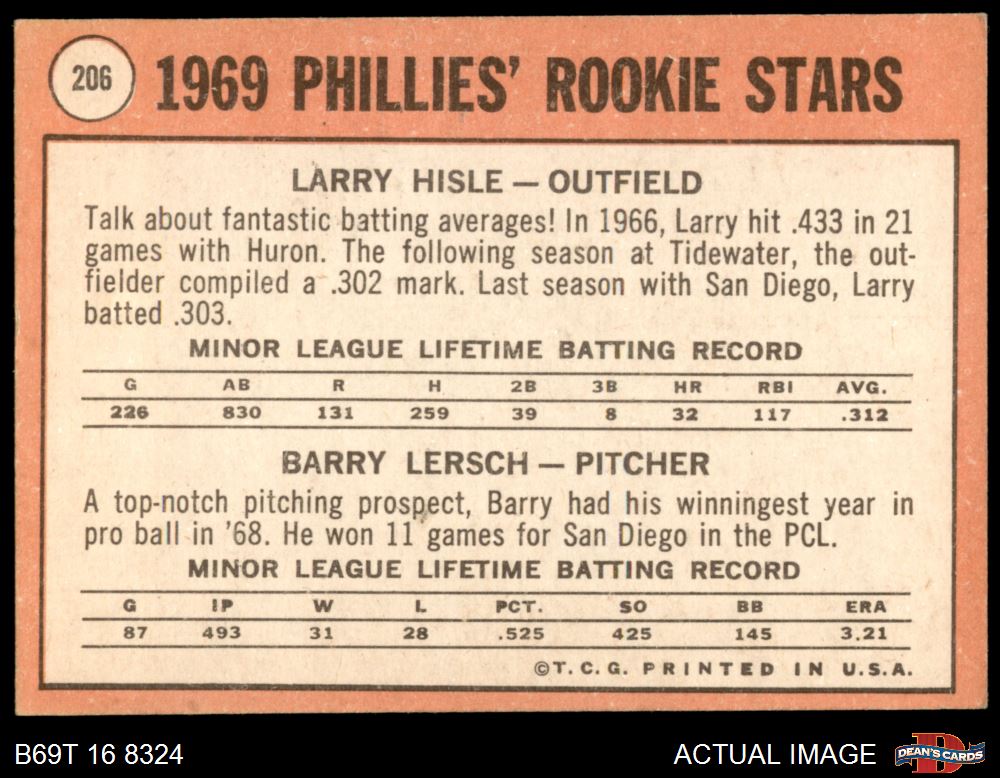 206
1969 PHILLIES' ROOKIE STARS
LARRY HISLE — OUTFIELD
Talk about fantastic batting averages! In 1966, Larry hit .433 in 21
games with Huron. The following season at Tidewater, the out-
fielder compiled a .302 mark. Last season with San Diego, Larry
batted .303.
MINOR LEAGUE LIFETIME BATTING RECORD
G AB R H 2B 3B HR RBI AVG.
226 830 131 259 39 8 32 117 .312
BARRY LERSCH — PITCHER
A top-notch pitching prospect, Barry had his winningest year in
pro ball in '68. He won 11 games for San Diego in the PCL.
MINOR LEAGUE LIFETIME BATTING RECORD
G IP W L PCT. SO BB ERA
87 493 31 28 .525 425 145 3.21
©T.C.G. PRINTED IN U.S.A.
B69T 16 8324
ACTUAL IMAGE
D
DEAN'S CARDS